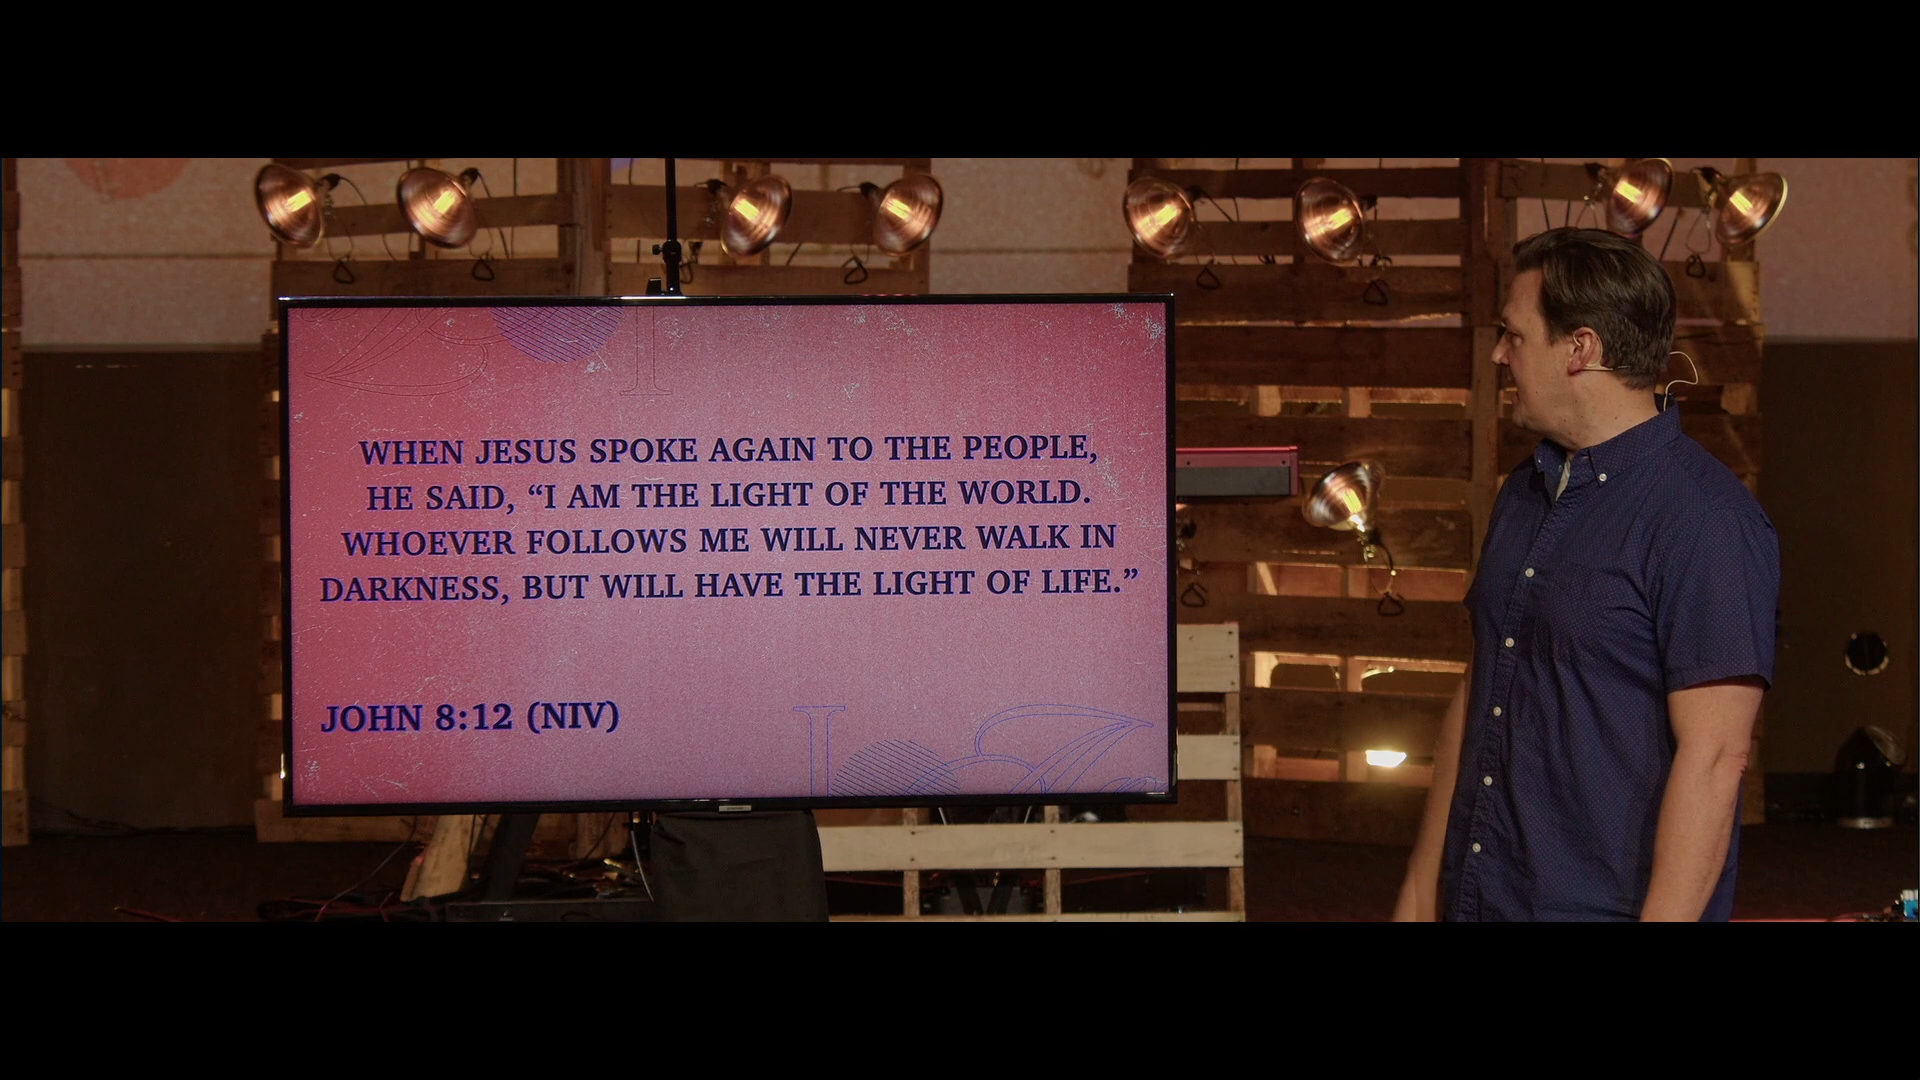 WHEN JESUS SPOKE AGAIN TO THE PEOPLE,
HE SAID, “I AM THE LIGHT OF THE WORLD.
WHOEVER FOLLOWS ME WILL NEVER WALK IN
DARKNESS, BUT WILL HAVE THE LIGHT OF LIFE.”
JOHN 8:12 (NIV)